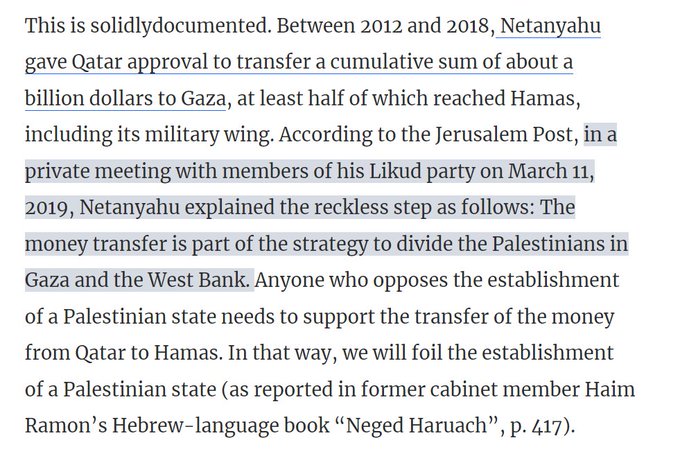 This is solidlydocumented. Between 2012 and 2018, Netanyahu
gave Qatar approval to transfer a cumulative sum of about a
billion dollars to Gaza, at least half of which reached Hamas,
including its military wing. According to the Jerusalem Post, in a
private meeting with members of his Likud party on March 11,
2019, Netanyahu explained the reckless step as follows: The
money transfer is part of the strategy to divide the Palestinians in
Gaza and the West Bank. Anyone who opposes the establishment
of a Palestinian state needs to support the transfer of the money
from Qatar to Hamas. In that way, we will foil the establishment
of a Palestinian state (as reported in former cabinet member Haim
Ramon’s Hebrew-language book “Neged Haruach”, p. 417).